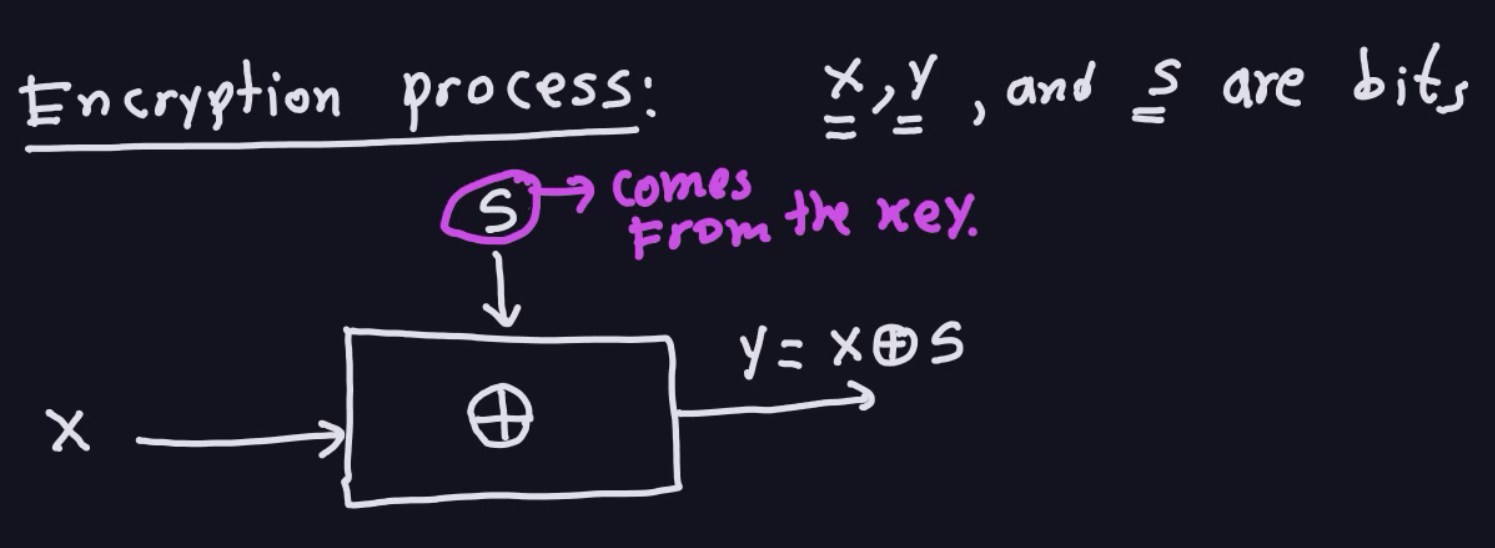 Encryption process: x, y, and s are bits
s → comes
from the key.
y = x ⊕ s
x ⊕